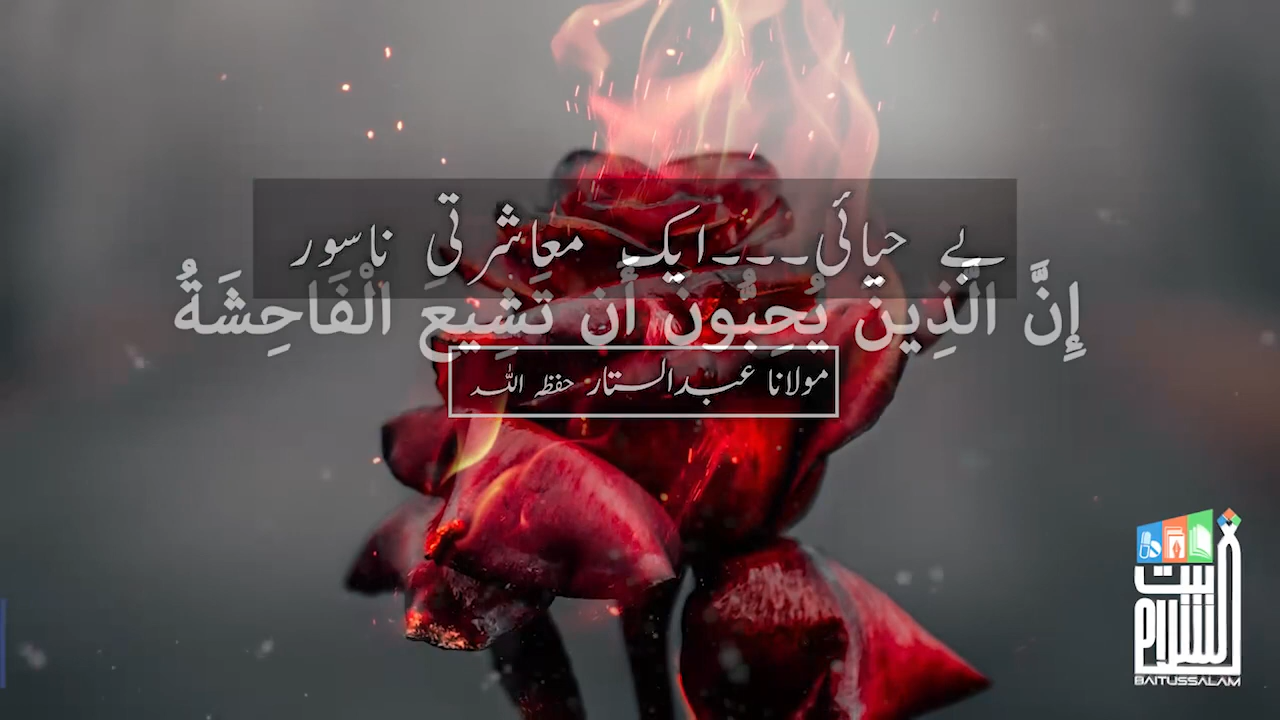 بے حیائی۔۔۔ایک معاشرتی ناسور
إِنَّ الَّذِينَ يُحِبُّونَ أَن تَشِيعَ الْفَاحِشَةُ
مولانا عبدالستار حفظہ اللہ
بیت السلام
BAITUSSALAM